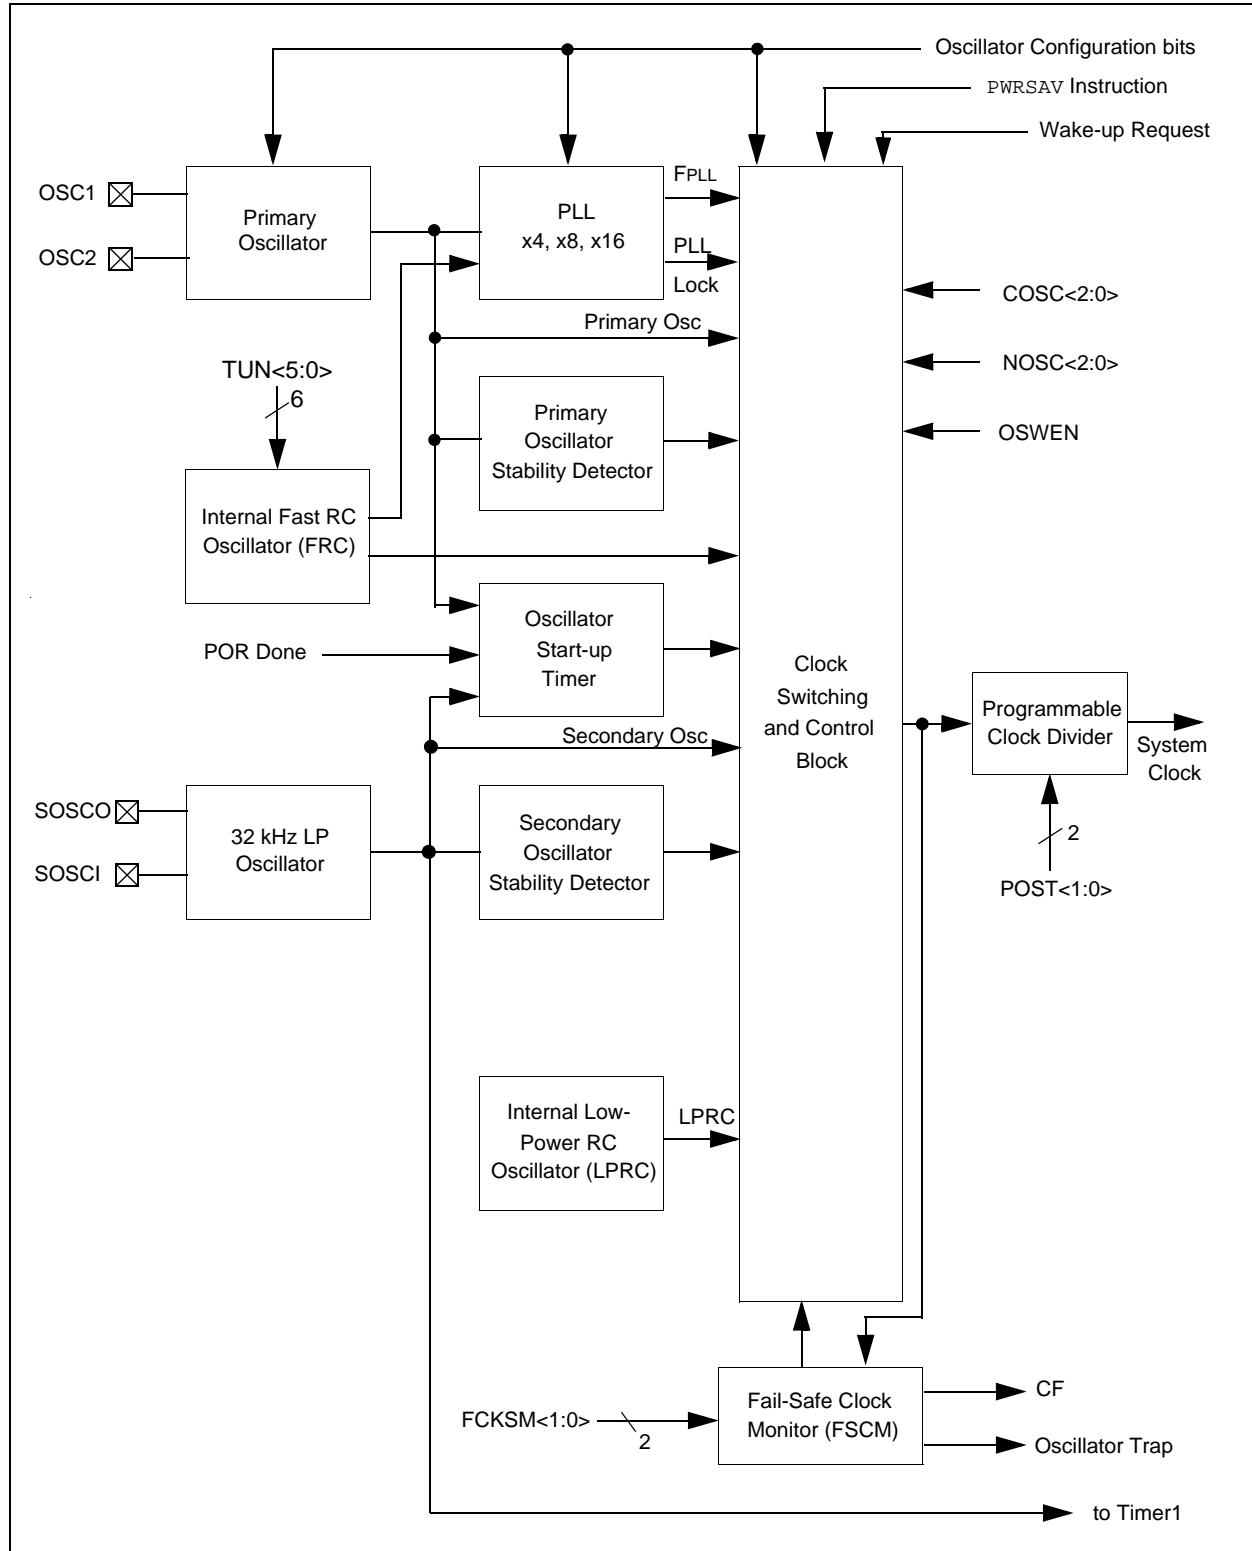 Oscillator Configuration bits
PWRSAV Instruction
Wake-up Request
OSC1
OSC2
Primary
Oscillator
PLL
x4, x8, x16
FPLL
PLL
Lock
COSC<2:0>
Primary Osc
NOSC<2:0>
TUN<5:0>
6
Primary
Oscillator
Stability Detector
OSWEN
Internal Fast RC
Oscillator (FRC)
Oscillator
Start-up
Timer
POR Done
Clock
Switching
and Control
Block
Programmable
Clock Divider
System
Clock
Secondary Osc
SOSCO
SOSCI
32 kHz LP
Oscillator
Secondary
Oscillator
Stability Detector
2
POST<1:0>
Internal Low-
Power RC
Oscillator (LPRC)
LPRC
FCKSM<1:0>
2
Fail-Safe Clock
Monitor (FSCM)
CF
Oscillator Trap
to Timer1